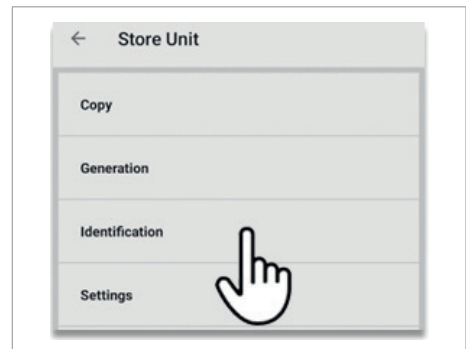 Store Unit
Copy
Generation
Identification
Settings